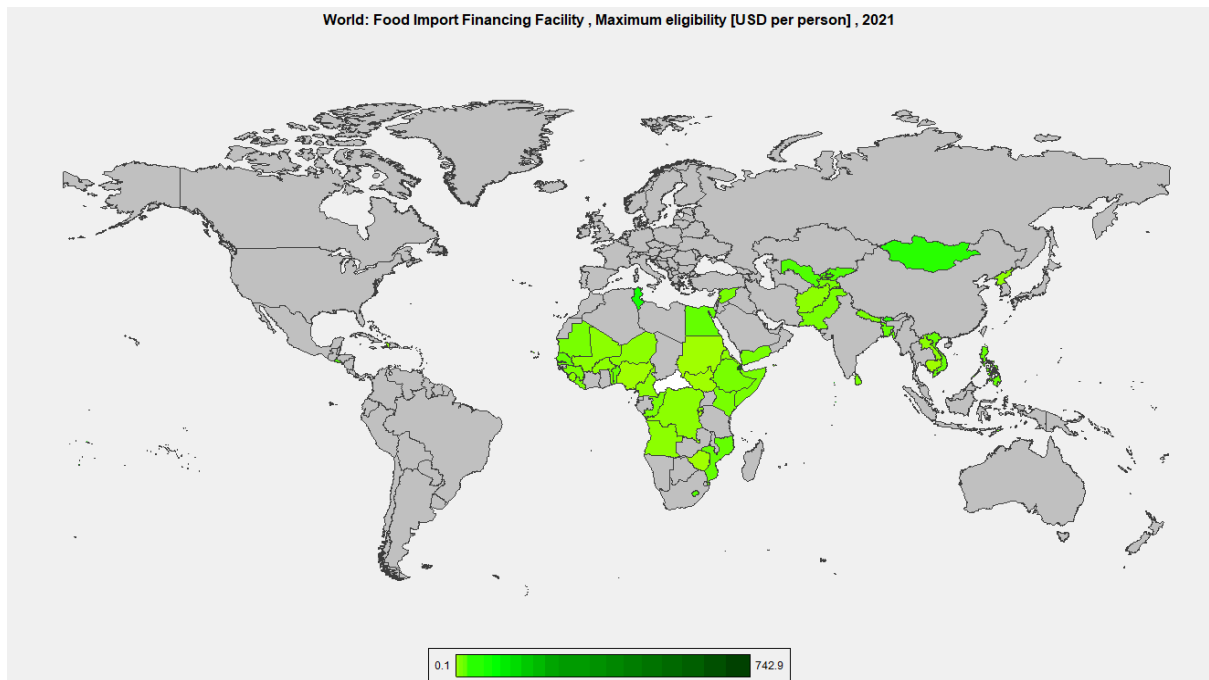 World: Food Import Financing Facility , Maximum eligibility [USD per person] , 2021
0.1
742.9